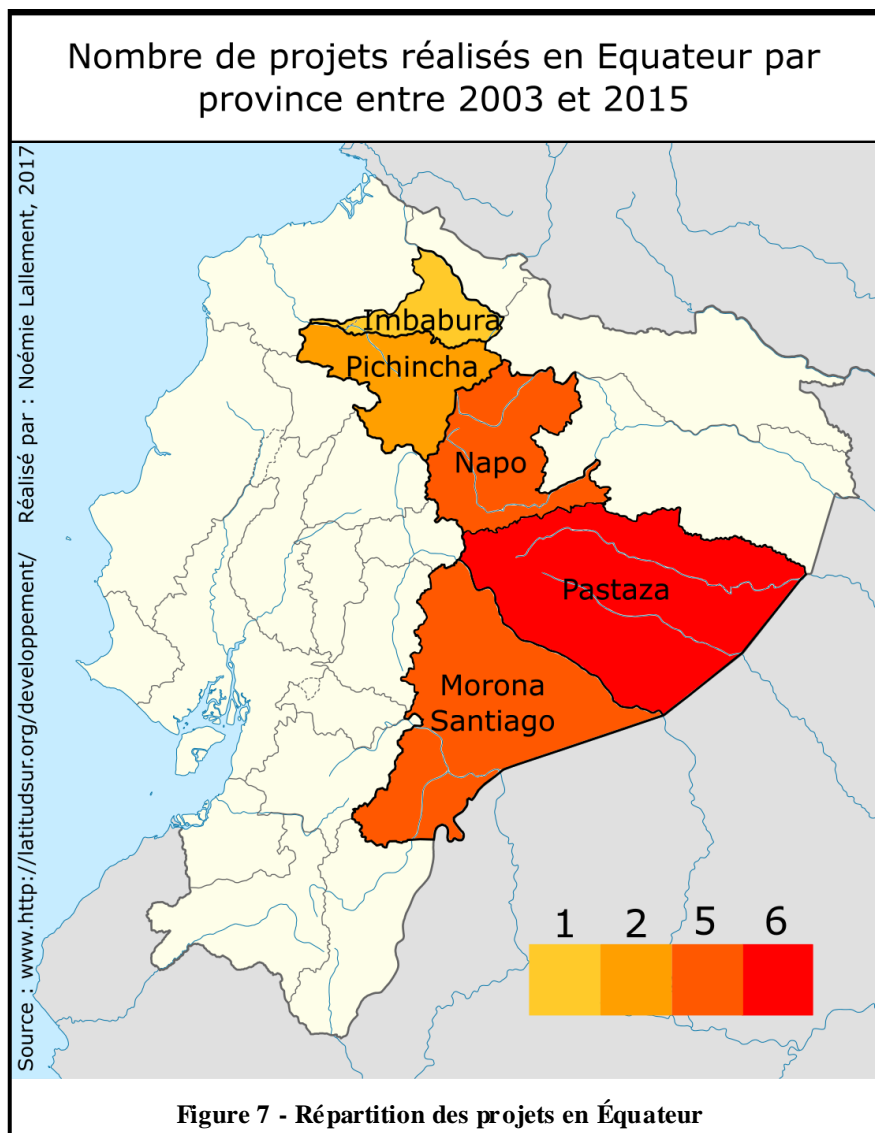 Nombre de projets réalisés en Equateur par
province entre 2003 et 2015
Source : www.http://latitudsur.org/developpement/ Réalisé par : Noémie Lallement, 2017
Imbabura
Pichincha
Napo
Pastaza
Morona
Santiago
1 2 5 6
Figure 7 - Répartition des projets en Équateur